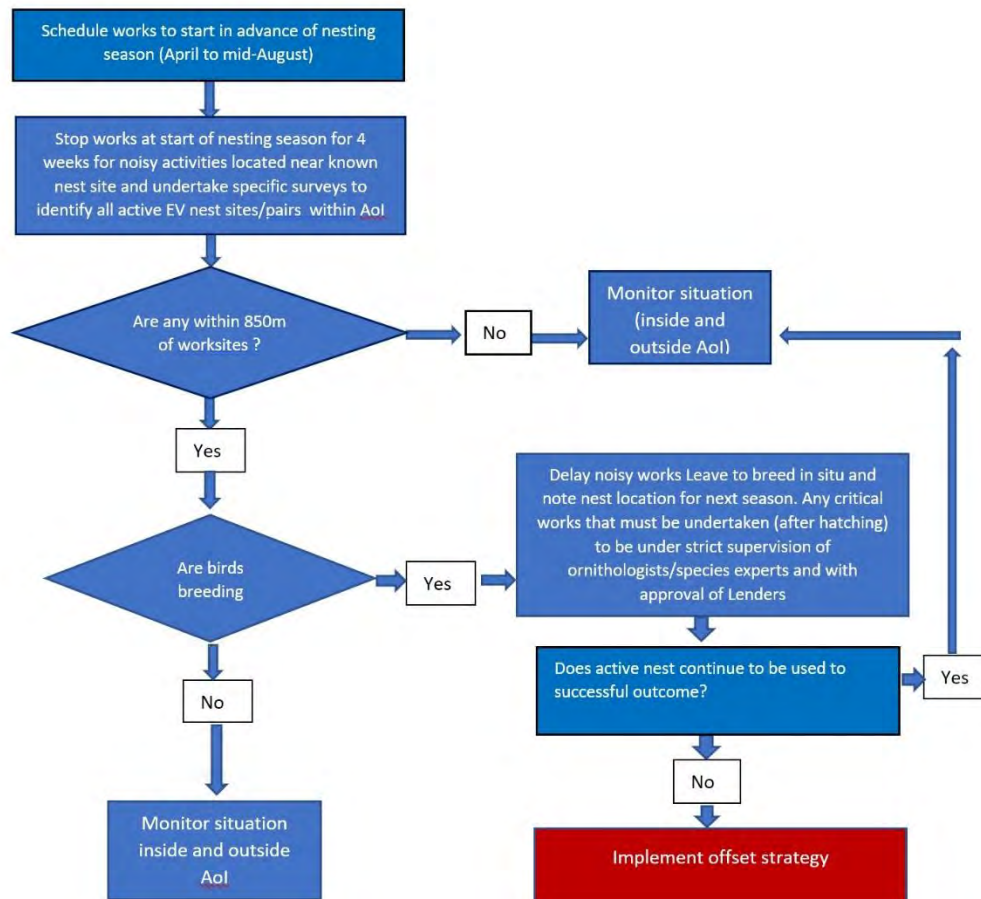 Schedule works to start in advance of nesting
season (April to mid-August)
Stop works at start of nesting season for 4
weeks for noisy activities located near known
nest site and undertake specific surveys to
identify all active EV nest sites/pairs  within AoI
Are any within 850m
of worksites ?
No
Monitor situation
(inside and
outside AoI)
Yes
Are birds
breeding
Yes
Delay noisy works Leave to breed in situ and
note nest location for next season. Any critical
works that must be undertaken (after hatching)
to be under strict supervision of
ornithologists/species experts and with
approval of Lenders
Does active nest continue to be used to
successful outcome?
Yes
No
No
Monitor situation
inside and outside
AoI
Implement offset strategy